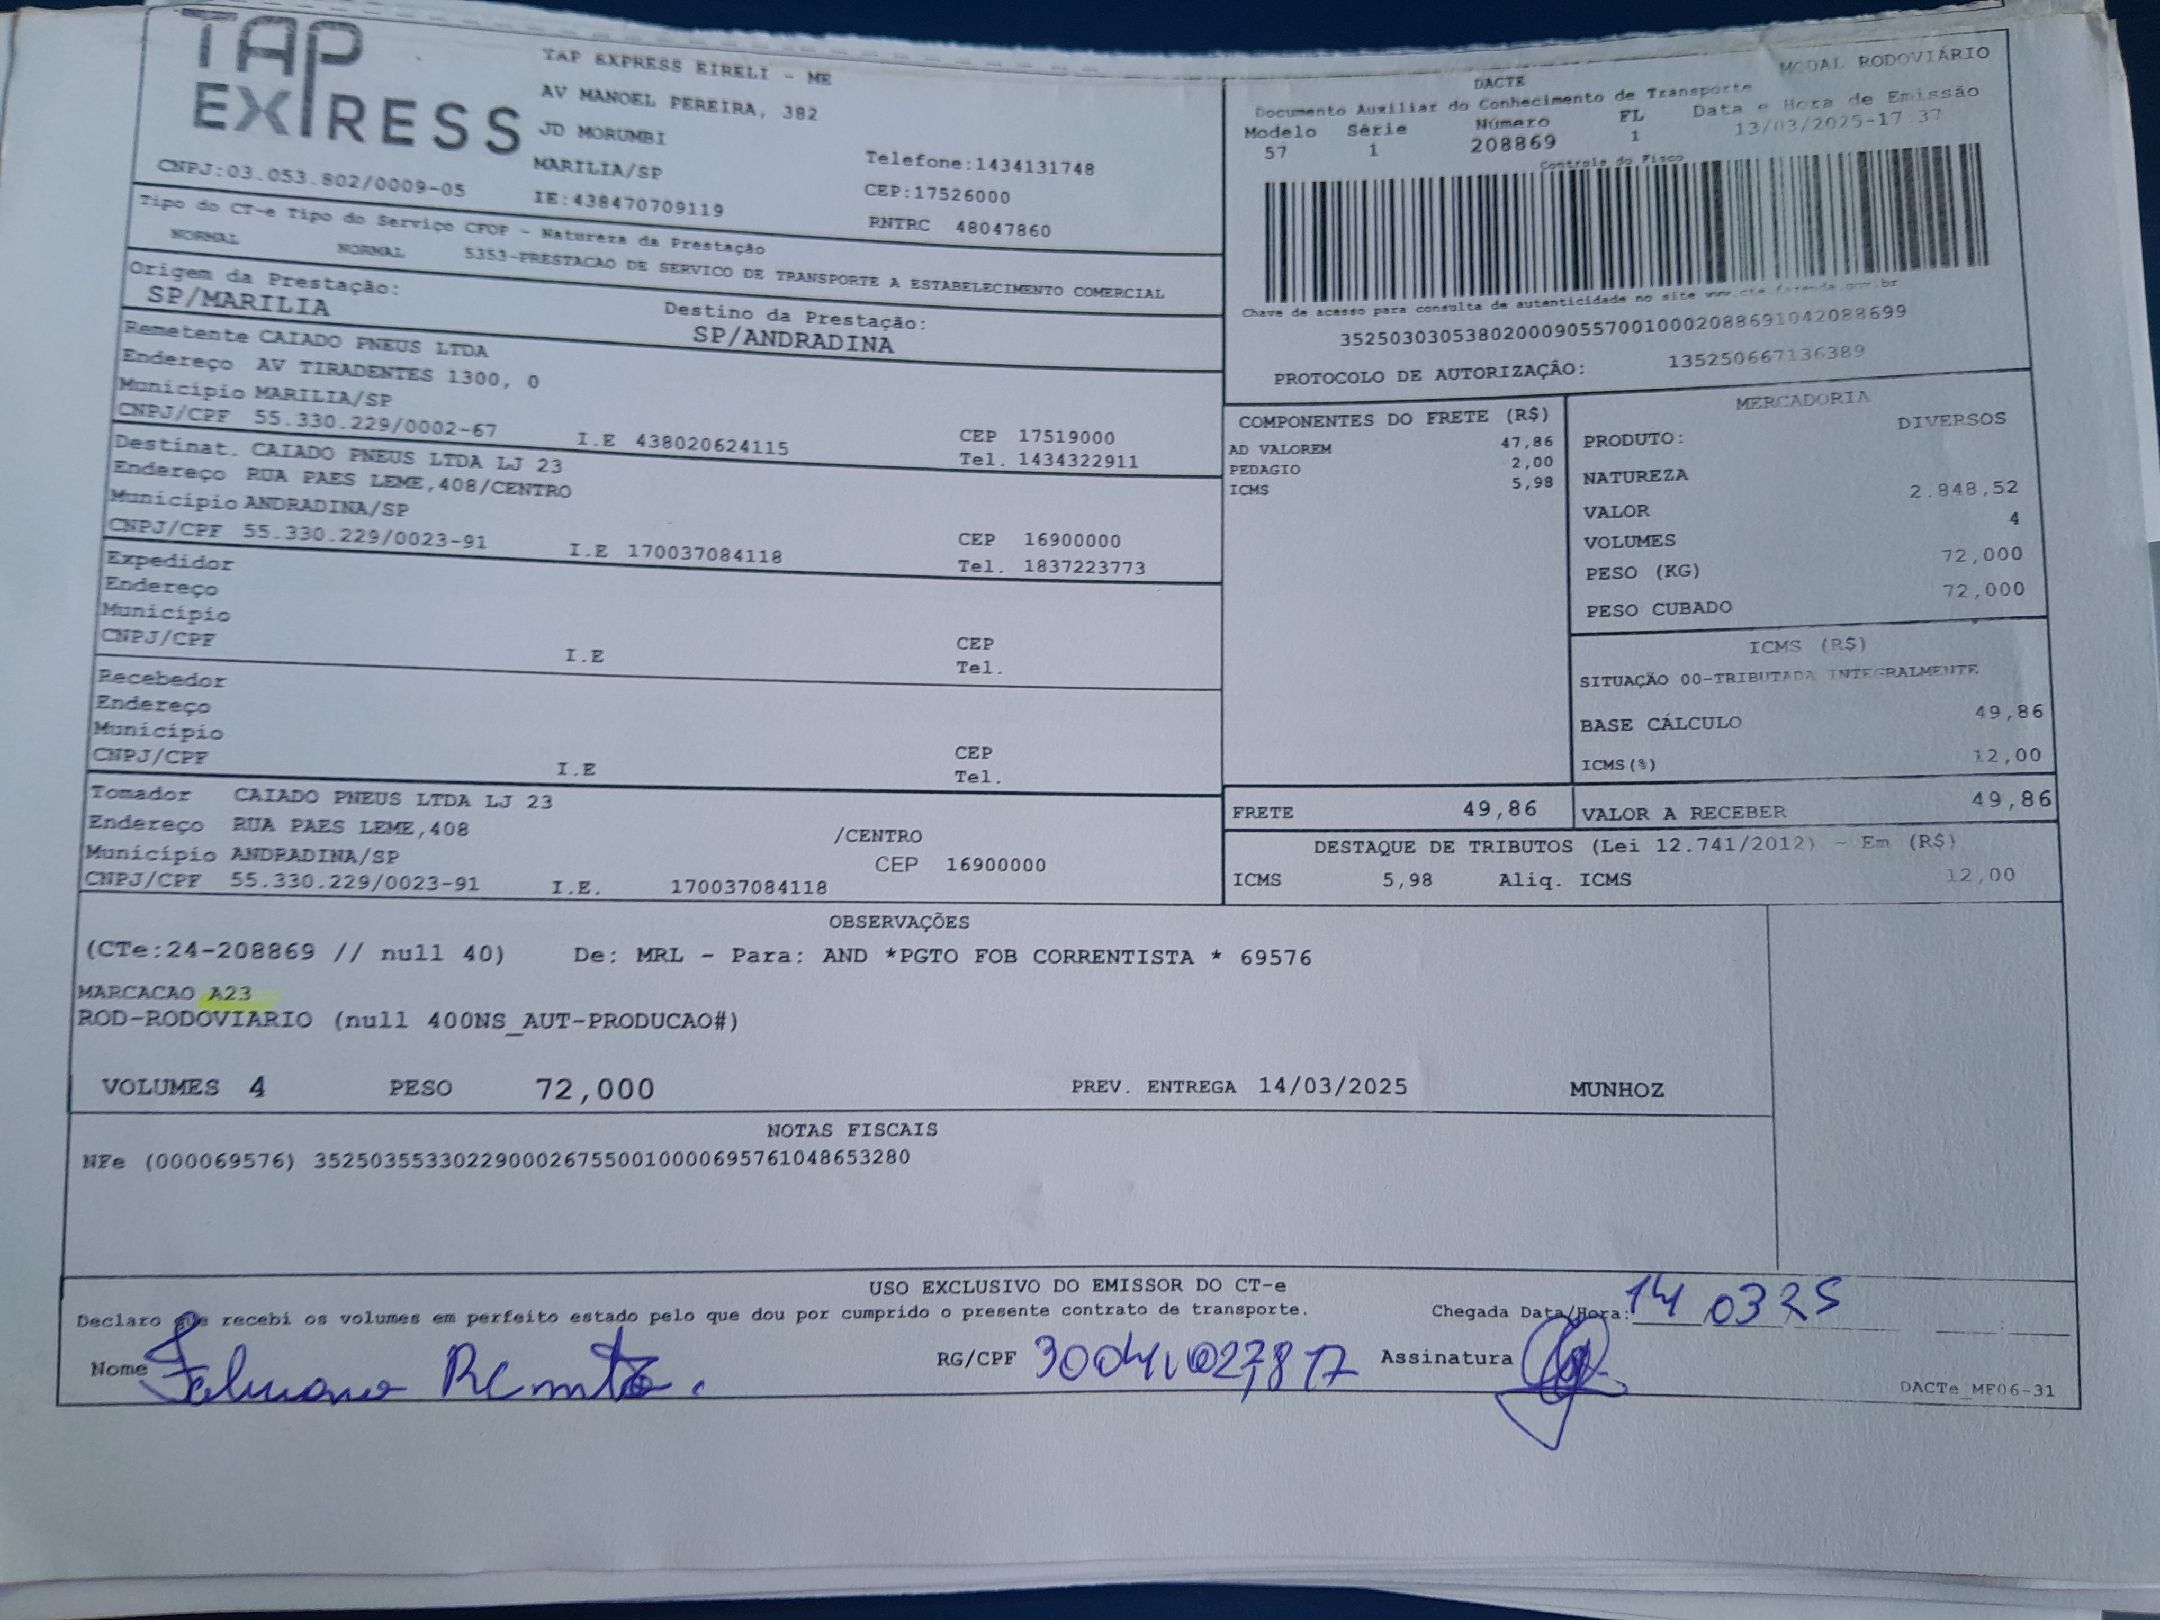 TAP EXPRESS
TAP EXPRESS EIRELI - ME
AV MANOEL PEREIRA, 382
JD MORUMBI
MARILIA/SP
Telefone:1434131748
CEP:17526000
CNPJ:03.053.802/0009-05
IE:438470709119
RNTRC 48047860
MODAL RODOVIÁRIO
DACTE
Documento Auxiliar do Conhecimento de Transporte
Modelo Série Número FL Data e Hora de Emissão
57 1 208869 1 13/03/2025-17:37
Controle do Fisco
Chave de acesso para consulta de autenticidade no site www.cte.fazenda.gov.br
35250303053802000905570010002088691042088699
PROTOCOLO DE AUTORIZAÇÃO: 135250667136389
Tipo do CT-e Tipo do Serviço CFOP - Natureza da Prestação
NORMAL NORMAL 5353-PRESTACAO DE SERVICO DE TRANSPORTE A ESTABELECIMENTO COMERCIAL
Origem da Prestação: Destino da Prestação:
SP/MARILIA SP/ANDRADINA
Remetente CAIADO PNEUS LTDA
Endereço AV TIRADENTES 1300, 0
Município MARILIA/SP CEP 17519000
CNPJ/CPF 55.330.229/0002-67 I.E 438020624115 Tel. 1434322911
Destinat. CAIADO PNEUS LTDA LJ 23
Endereço RUA PAES LEME,408/CENTRO
Município ANDRADINA/SP CEP 16900000
CNPJ/CPF 55.330.229/0023-91 I.E 170037084118 Tel. 1837223773
Expedidor
Endereço
Município CEP
CNPJ/CPF I.E Tel.
Recebedor
Endereço
Município CEP
CNPJ/CPF I.E Tel.
Tomador CAIADO PNEUS LTDA LJ 23
Endereço RUA PAES LEME,408 /CENTRO
Município ANDRADINA/SP CEP 16900000
CNPJ/CPF 55.330.229/0023-91 I.E. 170037084118
COMPONENTES DO FRETE (R$)
AD VALOREM 47,86
PEDAGIO 2,00
ICMS 5,98
MERCADORIA
PRODUTO: DIVERSOS
NATUREZA
VALOR 2.848,52
VOLUMES 4
PESO (KG) 72,000
PESO CUBADO 72,000
ICMS (R$)
SITUAÇÃO 00-TRIBUTADA INTEGRALMENTE
BASE CÁLCULO 49,86
ICMS(%) 12,00
FRETE 49,86 VALOR A RECEBER 49,86
DESTAQUE DE TRIBUTOS (Lei 12.741/2012) - Em (R$)
ICMS 5,98 Aliq. ICMS 12,00
OBSERVAÇÕES
(CTe:24-208869 // null 40) De: MRL - Para: AND *PGTO FOB CORRENTISTA * 69576
MARCACAO A23
ROD-RODOVIARIO (null 400NS_AUT-PRODUCAO#)
VOLUMES 4 PESO 72,000 PREV. ENTREGA 14/03/2025 MUNHOZ
NOTAS FISCAIS
NFe (000069576) 35250355330229000267550010000695761048653280
USO EXCLUSIVO DO EMISSOR DO CT-e
Declaro que recebi os volumes em perfeito estado pelo que dou por cumprido o presente contrato de transporte. Chegada Data/Hora: 14 03 25
Nome RG/CPF Assinatura
DACTe_MF06-31